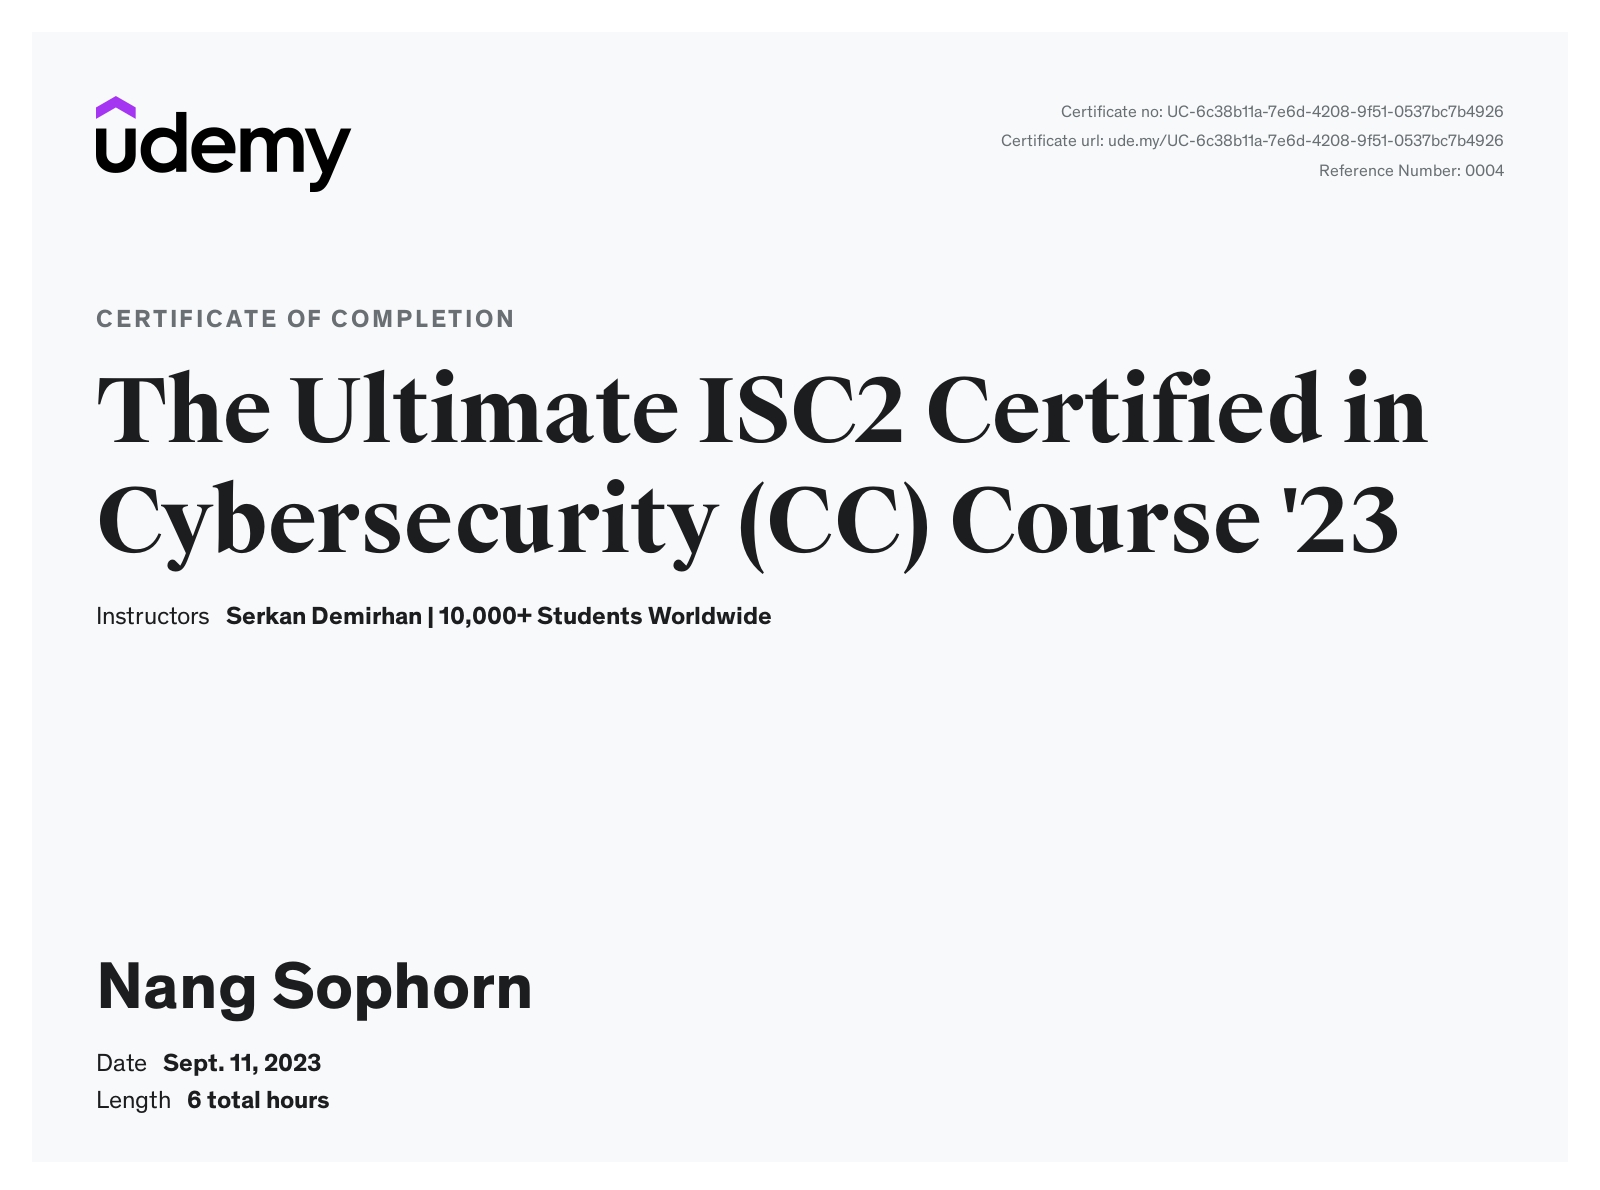 udemy
Certificate no: UC-6c38b11a-7e6d-4208-9f51-0537bc7b4926
Certificate url: ude.my/UC-6c38b11a-7e6d-4208-9f51-0537bc7b4926
Reference Number: 0004
CERTIFICATE OF COMPLETION
The Ultimate ISC2 Certified in
Cybersecurity (CC) Course '23
Instructors Serkan Demirhan | 10,000+ Students Worldwide
Nang Sophorn
Date Sept. 11, 2023
Length 6 total hours